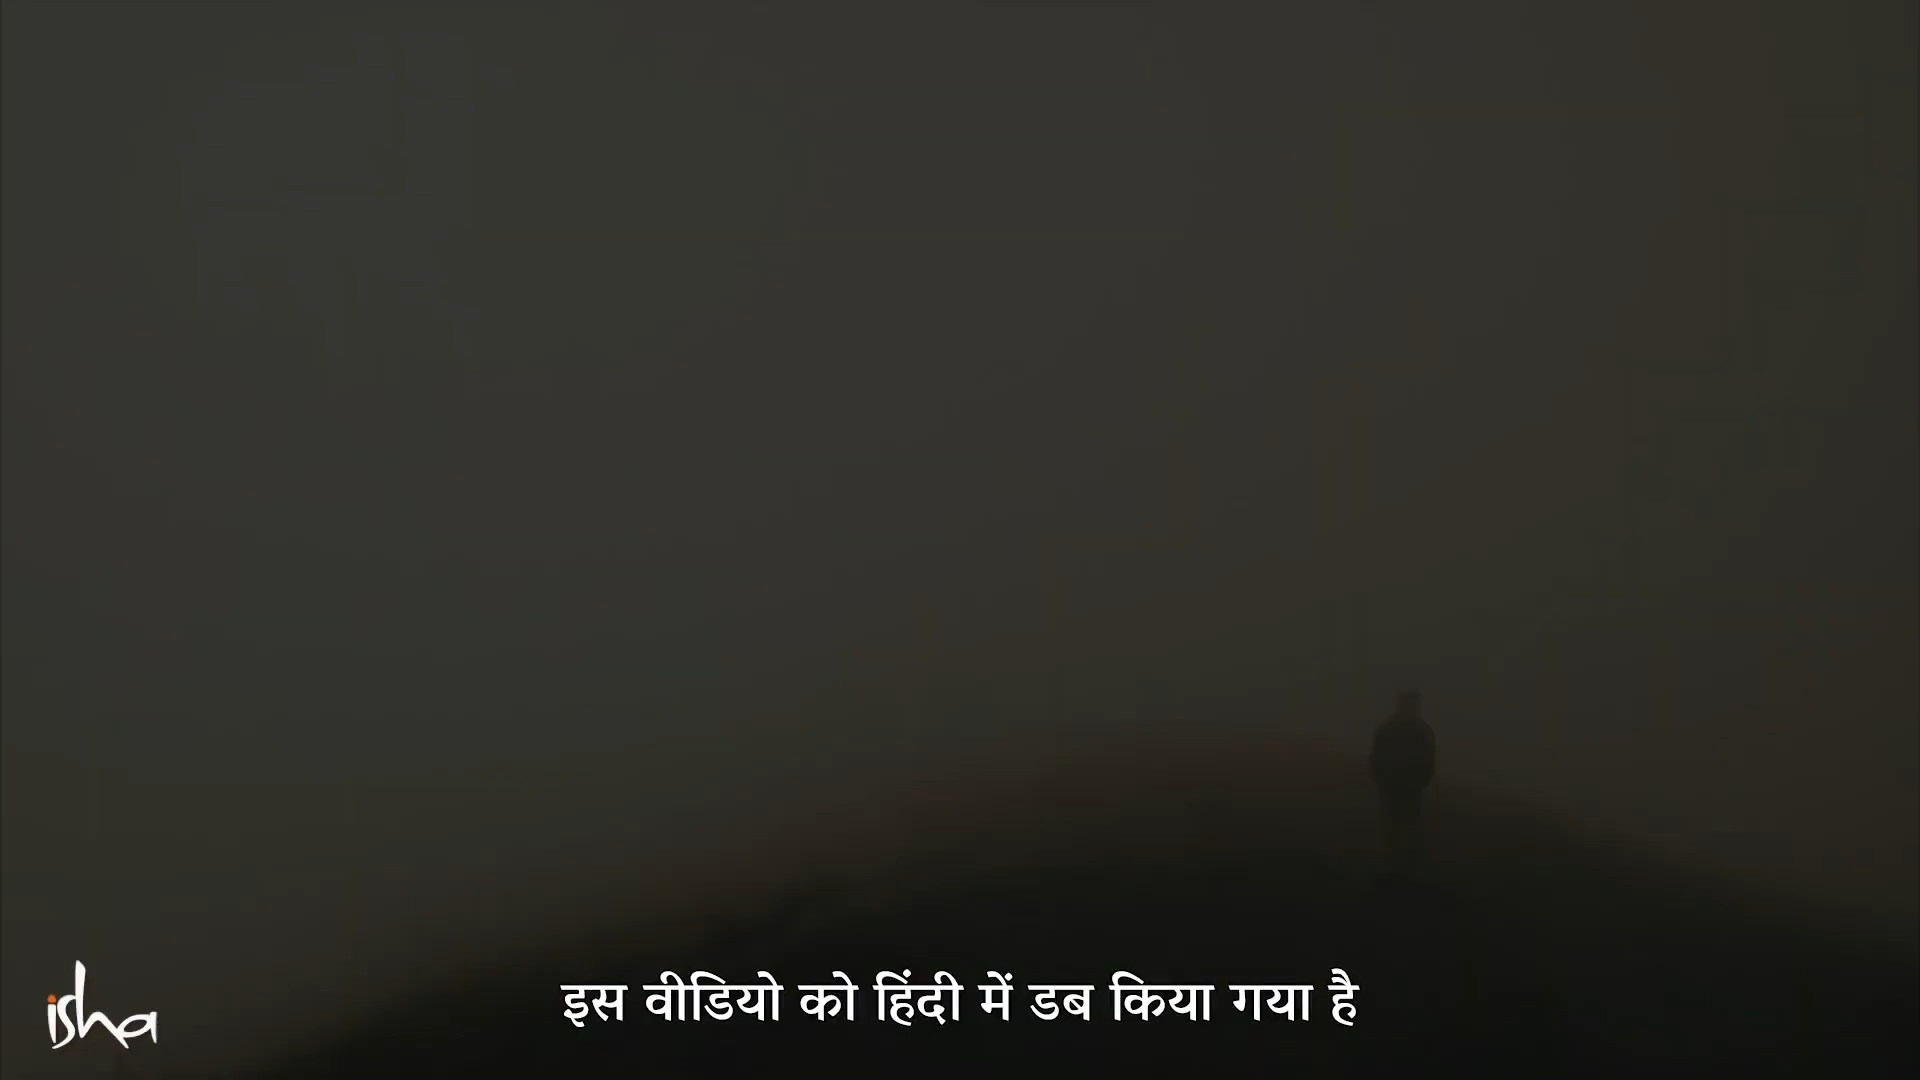 इस वीडियो को हिंदी में डब किया गया है
isha